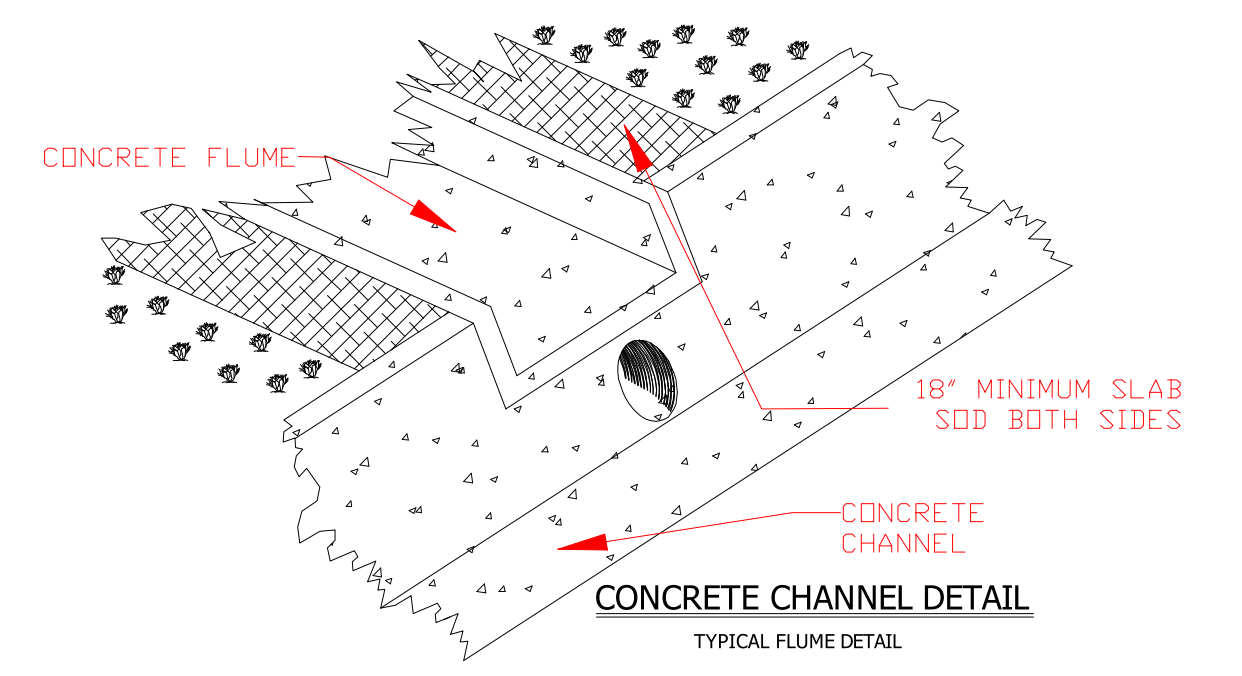 CONCRETE FLUME
18" MINIMUM SLAB
SOD BOTH SIDES
CONCRETE
CHANNEL
CONCRETE CHANNEL DETAIL
TYPICAL FLUME DETAIL